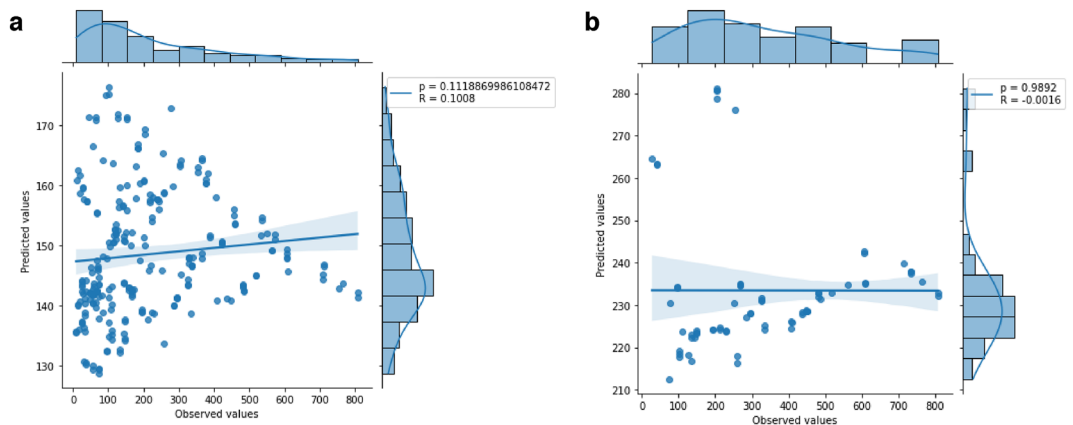 a
p = 0.1118869986108472
R = 0.1008
Predicted values
170
160
150
140
130
0 100 200 300 400 500 600 700 800
Observed values
b
p = 0.9892
R = -0.0016
Predicted values
280
270
260
250
240
230
220
210
0 100 200 300 400 500 600 700 800
Observed values